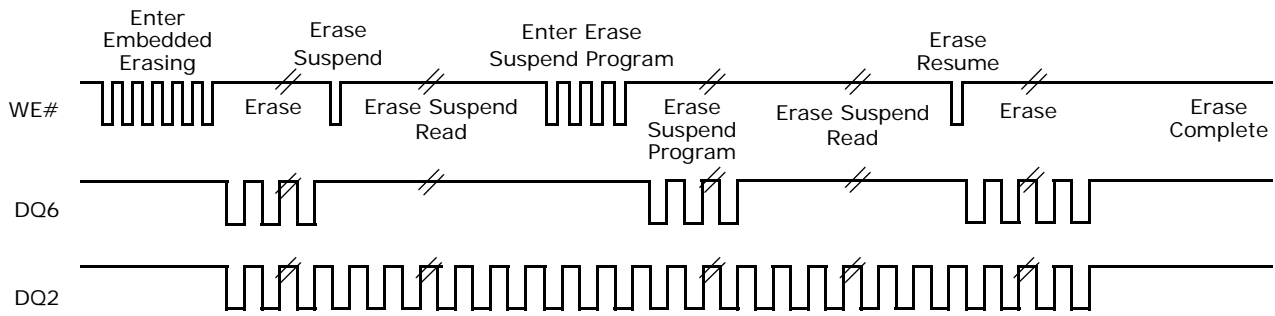 Enter
Embedded
Erasing
Erase
Suspend
Enter Erase
Suspend Program
Erase
Resume
WE#
Erase
Erase Suspend
Read
Erase
Suspend
Program
Erase Suspend
Read
Erase
Erase
Complete
DQ6
DQ2